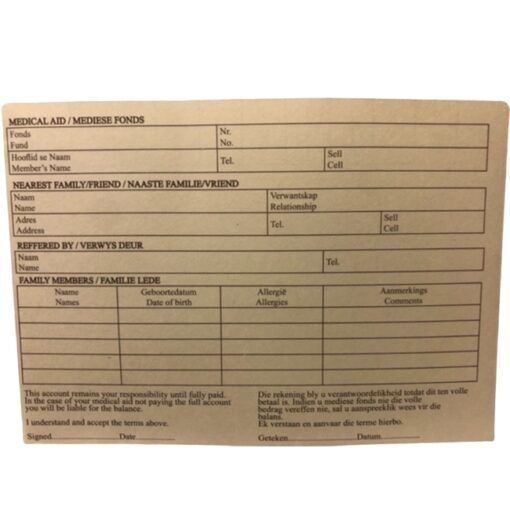 MEDICAL AID / MEDIESE FONDS
Fonds Nr.
Fund No.
Hooflid se Naam Tel. Sell
Member's Name Cell
NEAREST FAMILY/FRIEND / NAASTE FAMILIE/VRIEND
Naam Verwantskap
Name Relationship
Adres Tel. Sell
Address Cell
REFFERED BY / VERWYS DEUR
Naam Tel.
Name
FAMILY MEMBERS / FAMILIE LEDE
Name Geboortedatum Allergië Aanmerkings
Names Date of birth Allergies Comments
This account remains your responsibility until fully paid.
In the case of your medical aid not paying the full account
you will be liable for the balance.
I understand and accept the terms above.
Signed Date
Die rekening bly u verantwoordelikheid totdat dit ten volle
betaal is. Indien u mediese fonds nie die volle
bedrag vereffen nie, sal u aanspreeklik wees vir die
balans.
Ek verstaan en aanvaar die terme hierbo.
Geteken Datum